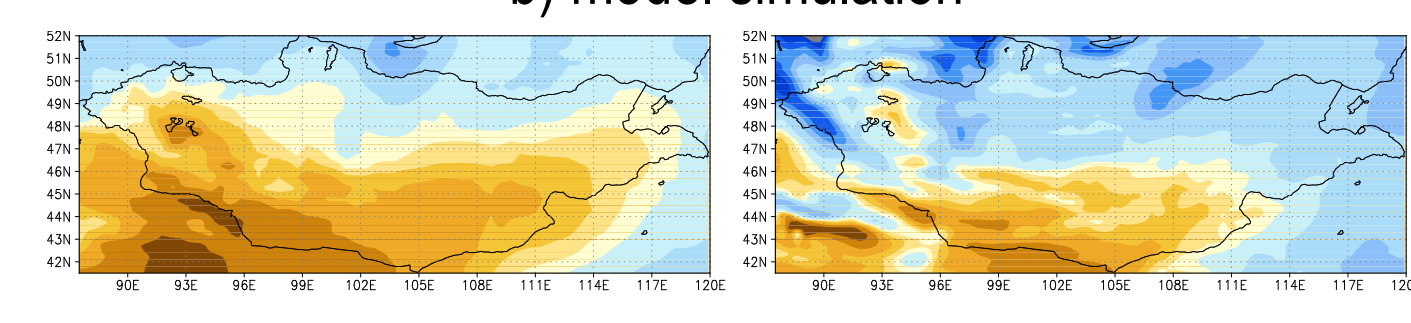 b) model simulation
52N 52N
51N 51N
50N 50N
49N 49N
48N 48N
47N 47N
46N 46N
45N 45N
44N 44N
43N 43N
42N 42N
90E 93E 96E 99E 102E 105E 108E 111E 114E 117E 120E 90E 93E 96E 99E 102E 105E 108E 111E 114E 117E 120